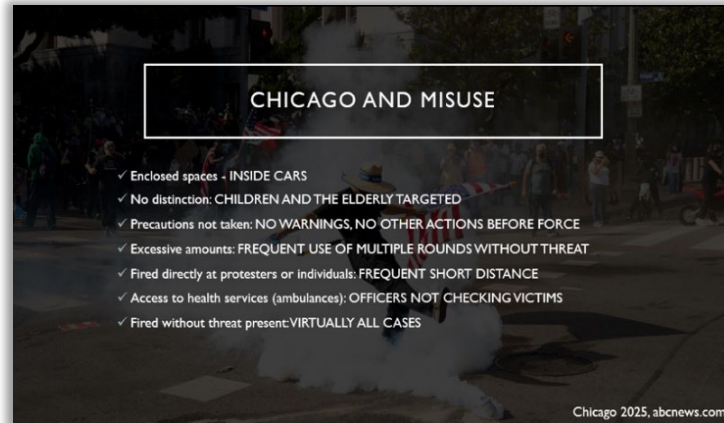 CHICAGO AND MISUSE
✓ Enclosed spaces - INSIDE CARS
✓ No distinction: CHILDREN AND THE ELDERLY TARGETED
✓ Precautions not taken: NO WARNINGS, NO OTHER ACTIONS BEFORE FORCE
✓ Excessive amounts: FREQUENT USE OF MULTIPLE ROUNDS WITHOUT THREAT
✓ Fired directly at protesters or individuals: FREQUENT SHORT DISTANCE
✓ Access to health services (ambulances): OFFICERS NOT CHECKING VICTIMS
✓ Fired without threat present: VIRTUALLY ALL CASES
Chicago 2025, abcnews.com